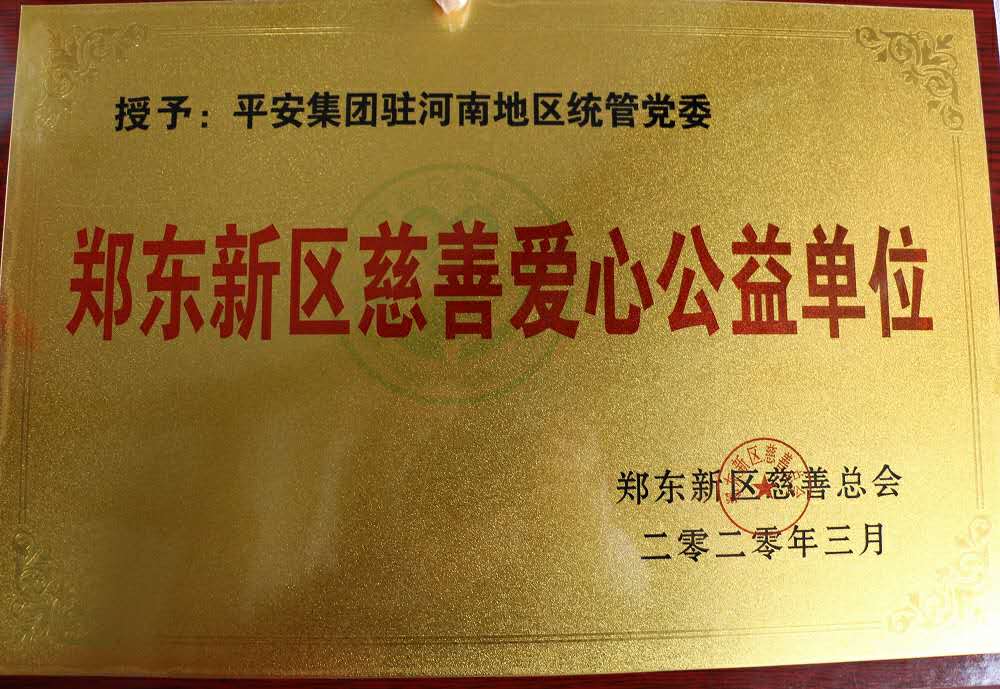 授予：平安集团驻河南地区统管党委
郑东新区慈善爱心公益单位
郑东新区慈善总会
二零二零年三月